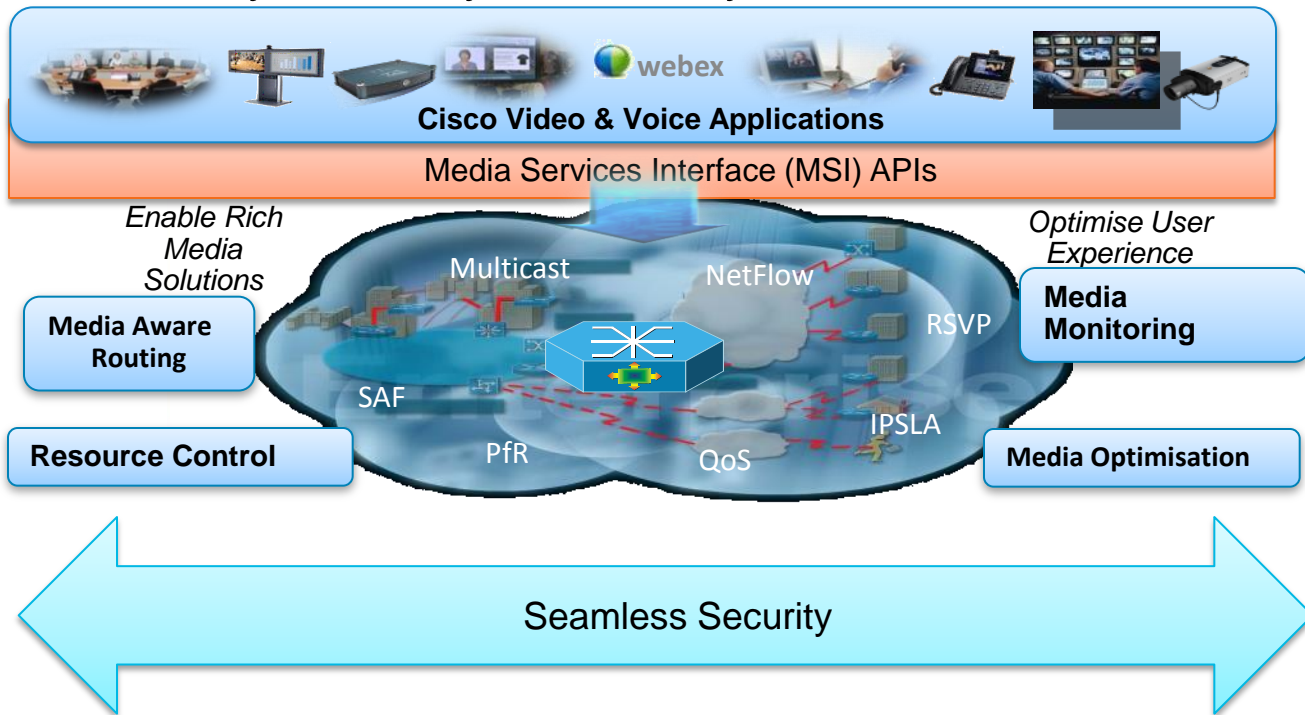 webex
Cisco Video & Voice Applications
Media Services Interface (MSI) APIs
Enable Rich
Media
Solutions
Optimise User
Experience
Multicast
NetFlow
Media Aware
Routing
Media
Monitoring
RSVP
SAF
IPSLA
PfR
QoS
Resource Control
Media Optimisation
Seamless Security